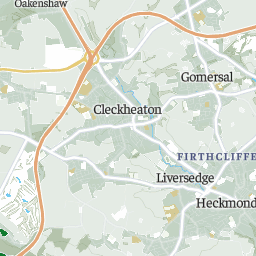 Oakenshaw
Gomersal
Cleckheaton
FIRTHCLIFFE
Liversedge
Heckmond